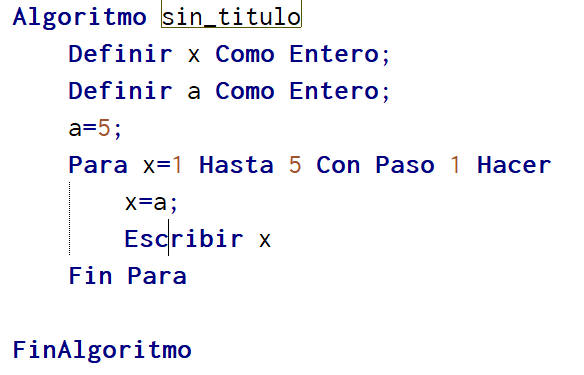 Algoritmo sin_titulo
Definir x Como Entero;
Definir a Como Entero;
a=5;
Para x=1 Hasta 5 Con Paso 1 Hacer
x=a;
Escribir x
Fin Para
FinAlgoritmo